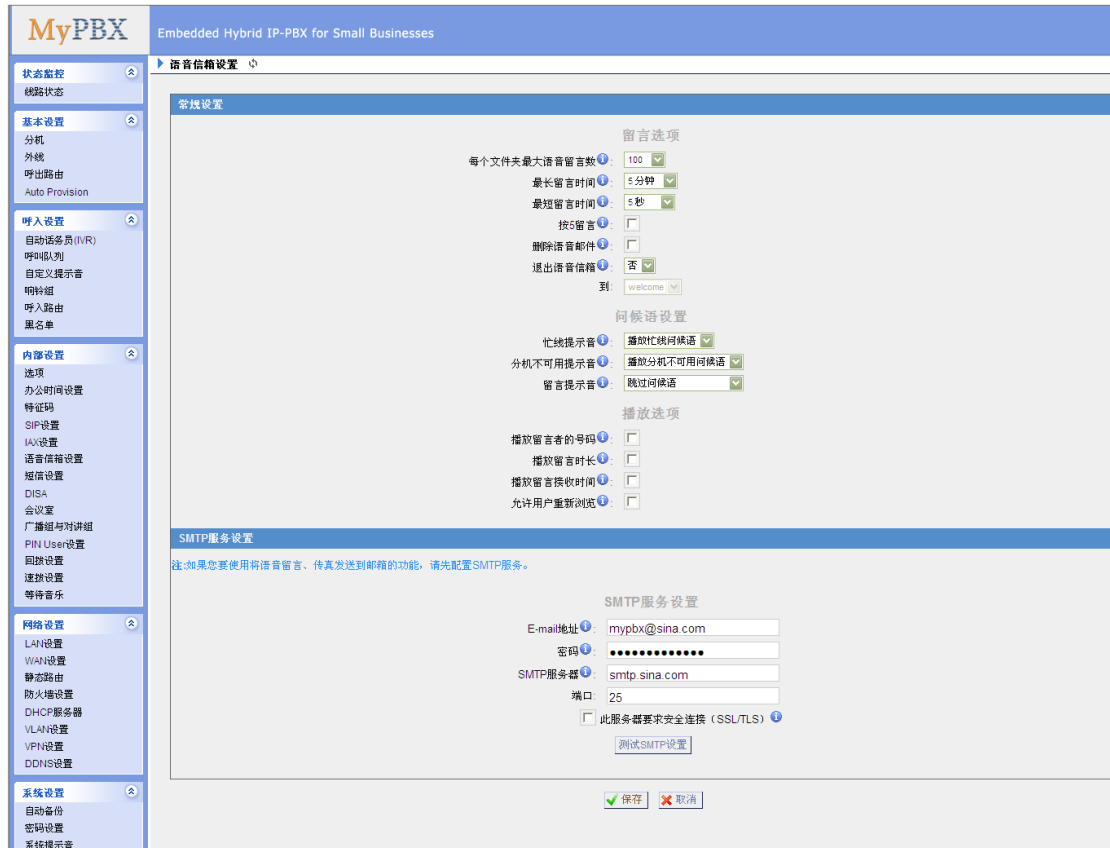 MyPBX
Embedded Hybrid IP-PBX for Small Businesses
状态监控
线路状态
基本设置
分机
外线
呼出路由
Auto Provision
呼入设置
自动话务员(IVR)
呼叫队列
自定义提示音
响铃组
呼入路由
黑名单
内部设置
选项
办公时间设置
特征码
SIP设置
IAX设置
语音信箱设置
短信设置
DISA
会议室
广播组与对讲组
PIN User设置
回拨设置
速拨设置
等待音乐
网络设置
LAN设置
WAN设置
静态路由
防火墙设置
DHCP服务器
VLAN设置
VPN设置
DDNS设置
系统设置
自动备份
密码设置
系统提示音
语音信箱设置
常规设置
留言选项
每个文件夹最大语音留言数: 100
最长留言时间: 5分钟
最短留言时间: 5秒
按5留言:
删除语音邮件:
退出语音信箱: 否
到: welcome
问候语设置
忙线提示音: 播放忙线问候语
分机不可用提示音: 播放分机不可用问候语
留言提示音: 跳过问候语
播放选项
播放留言者的号码:
播放留言时长:
播放留言接收时间:
允许用户重新浏览:
SMTP服务设置
注:如果您要使用将语音留言、传真发送到邮箱的功能，请先配置SMTP服务。
SMTP服务设置
E-mail地址: mypbx@sina.com
密码: ●●●●●●●●●●●●●
SMTP服务器: smtp.sina.com
端口: 25
此服务器要求安全连接（SSL/TLS）
测试SMTP设置
保存 取消